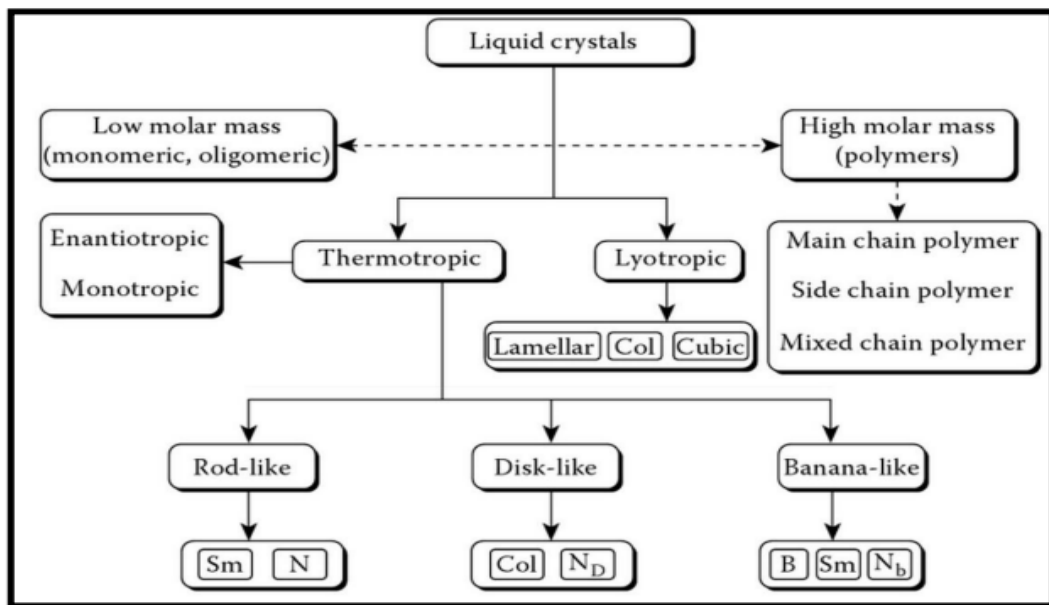 Liquid crystals
Low molar mass
(monomeric, oligomeric)
High molar mass
(polymers)
Enantiotropic
Monotropic
Thermotropic
Lyotropic
Main chain polymer
Side chain polymer
Mixed chain polymer
Lamellar Col Cubic
Rod-like
Disk-like
Banana-like
Sm N
Col N_D
B Sm N_b